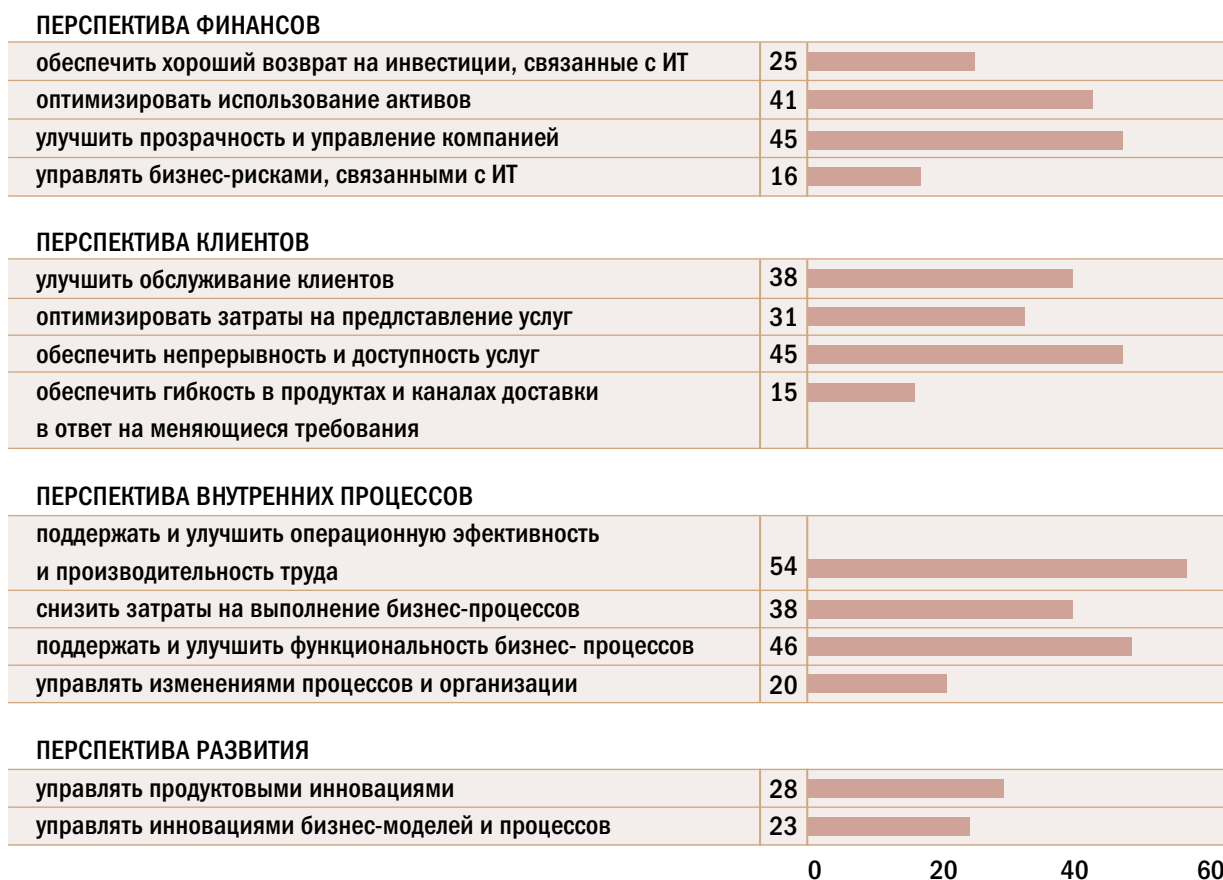 ПЕРСПЕКТИВА ФИНАНСОВ
обеспечить хороший возврат на инвестиции, связанные с ИТ 25
оптимизировать использование активов 41
улучшить прозрачность и управление компанией 45
управлять бизнес-рисками, связанными с ИТ 16
ПЕРСПЕКТИВА КЛИЕНТОВ
улучшить обслуживание клиентов 38
оптимизировать затраты на предлставление услуг 31
обеспечить непрерывность и доступность услуг 45
обеспечить гибкость в продуктах и каналах доставки 15
в ответ на меняющиеся требования
ПЕРСПЕКТИВА ВНУТРЕННИХ ПРОЦЕССОВ
поддержать и улучшить операционную эфективность
и производительность труда 54
снизить затраты на выполнение бизнес-процессов 38
поддержать и улучшить функциональность бизнес- процессов 46
управлять изменениями процессов и организации 20
ПЕРСПЕКТИВА РАЗВИТИЯ
управлять продуктовыми инновациями 28
управлять инновациями бизнес-моделей и процессов 23
0 20 40 60